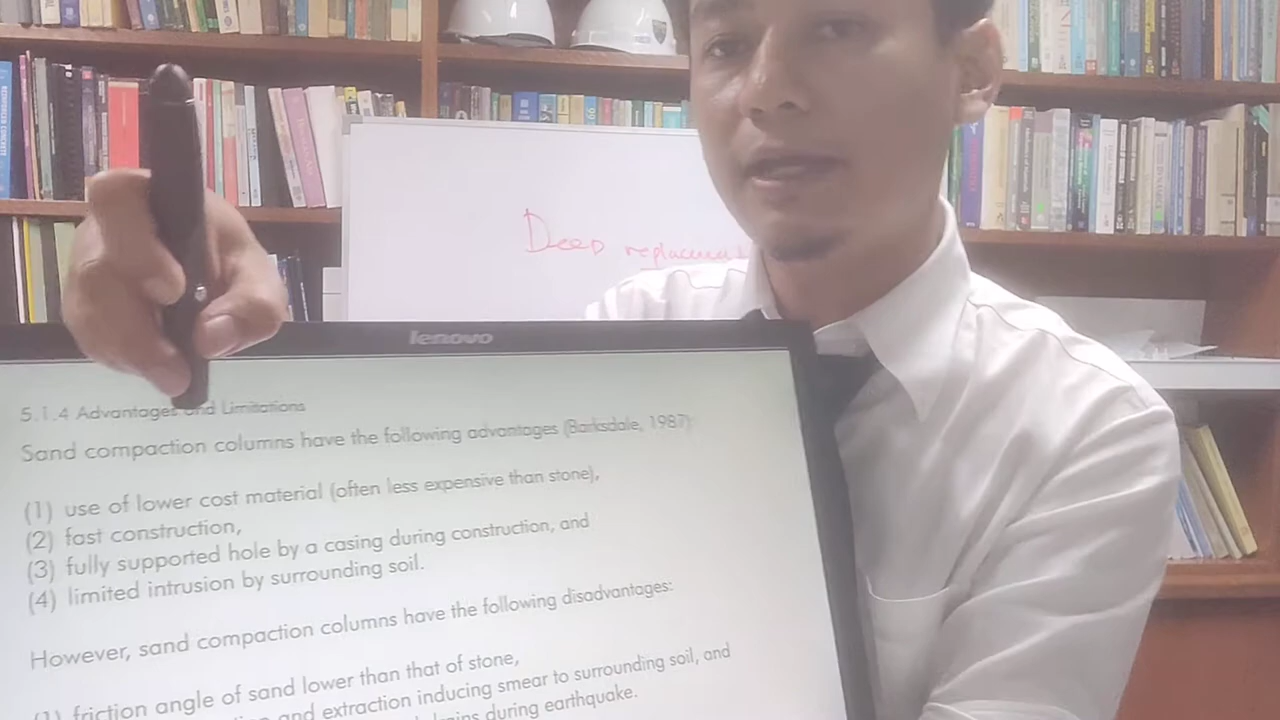 Deep replacement
lenovo
5.1.4 Advantages and Limitations
Sand compaction columns have the following advantages (Barksdale, 1987)
(1) use of lower cost material (often less expensive than stone),
(2) fast construction,
(3) fully supported hole by a casing during construction, and
(4) limited intrusion by surrounding soil.
However, sand compaction columns have the following disadvantages:
(1) friction angle of sand lower than that of stone,
and extraction inducing smear to surrounding soil, and
during earthquake.